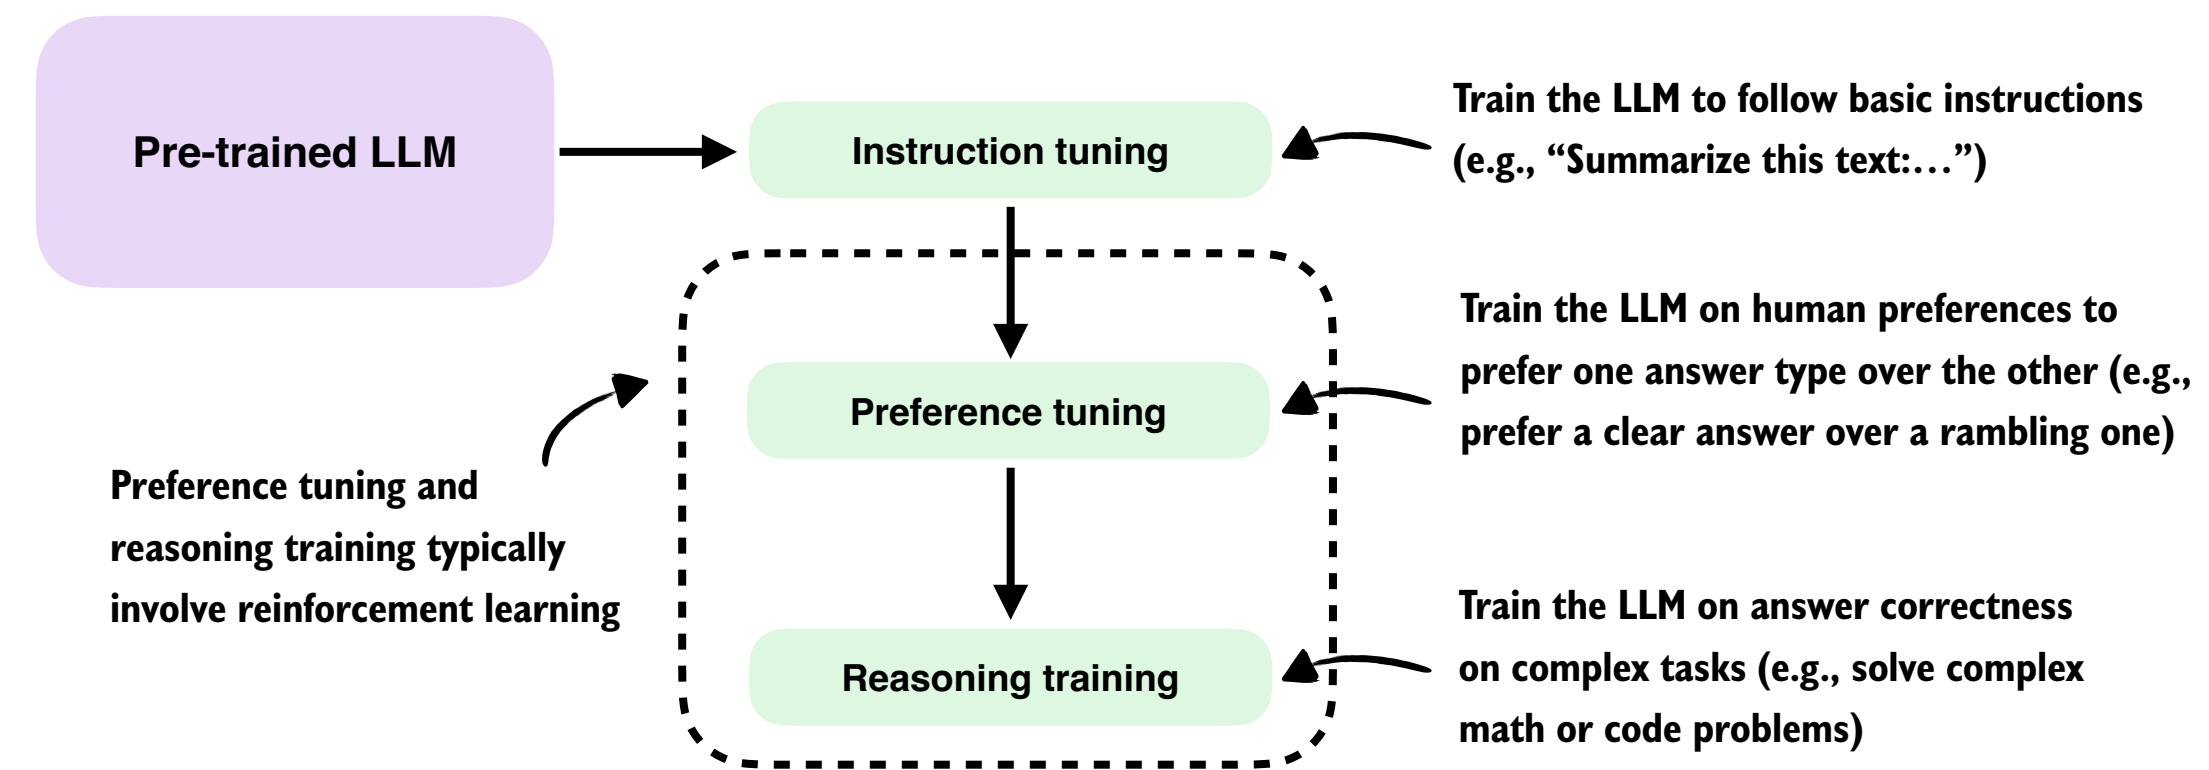 Pre-trained LLM
Instruction tuning
Train the LLM to follow basic instructions
(e.g., “Summarize this text:…”)
Preference tuning
Train the LLM on human preferences to
prefer one answer type over the other (e.g.,
prefer a clear answer over a rambling one)
Preference tuning and
reasoning training typically
involve reinforcement learning
Reasoning training
Train the LLM on answer correctness
on complex tasks (e.g., solve complex
math or code problems)